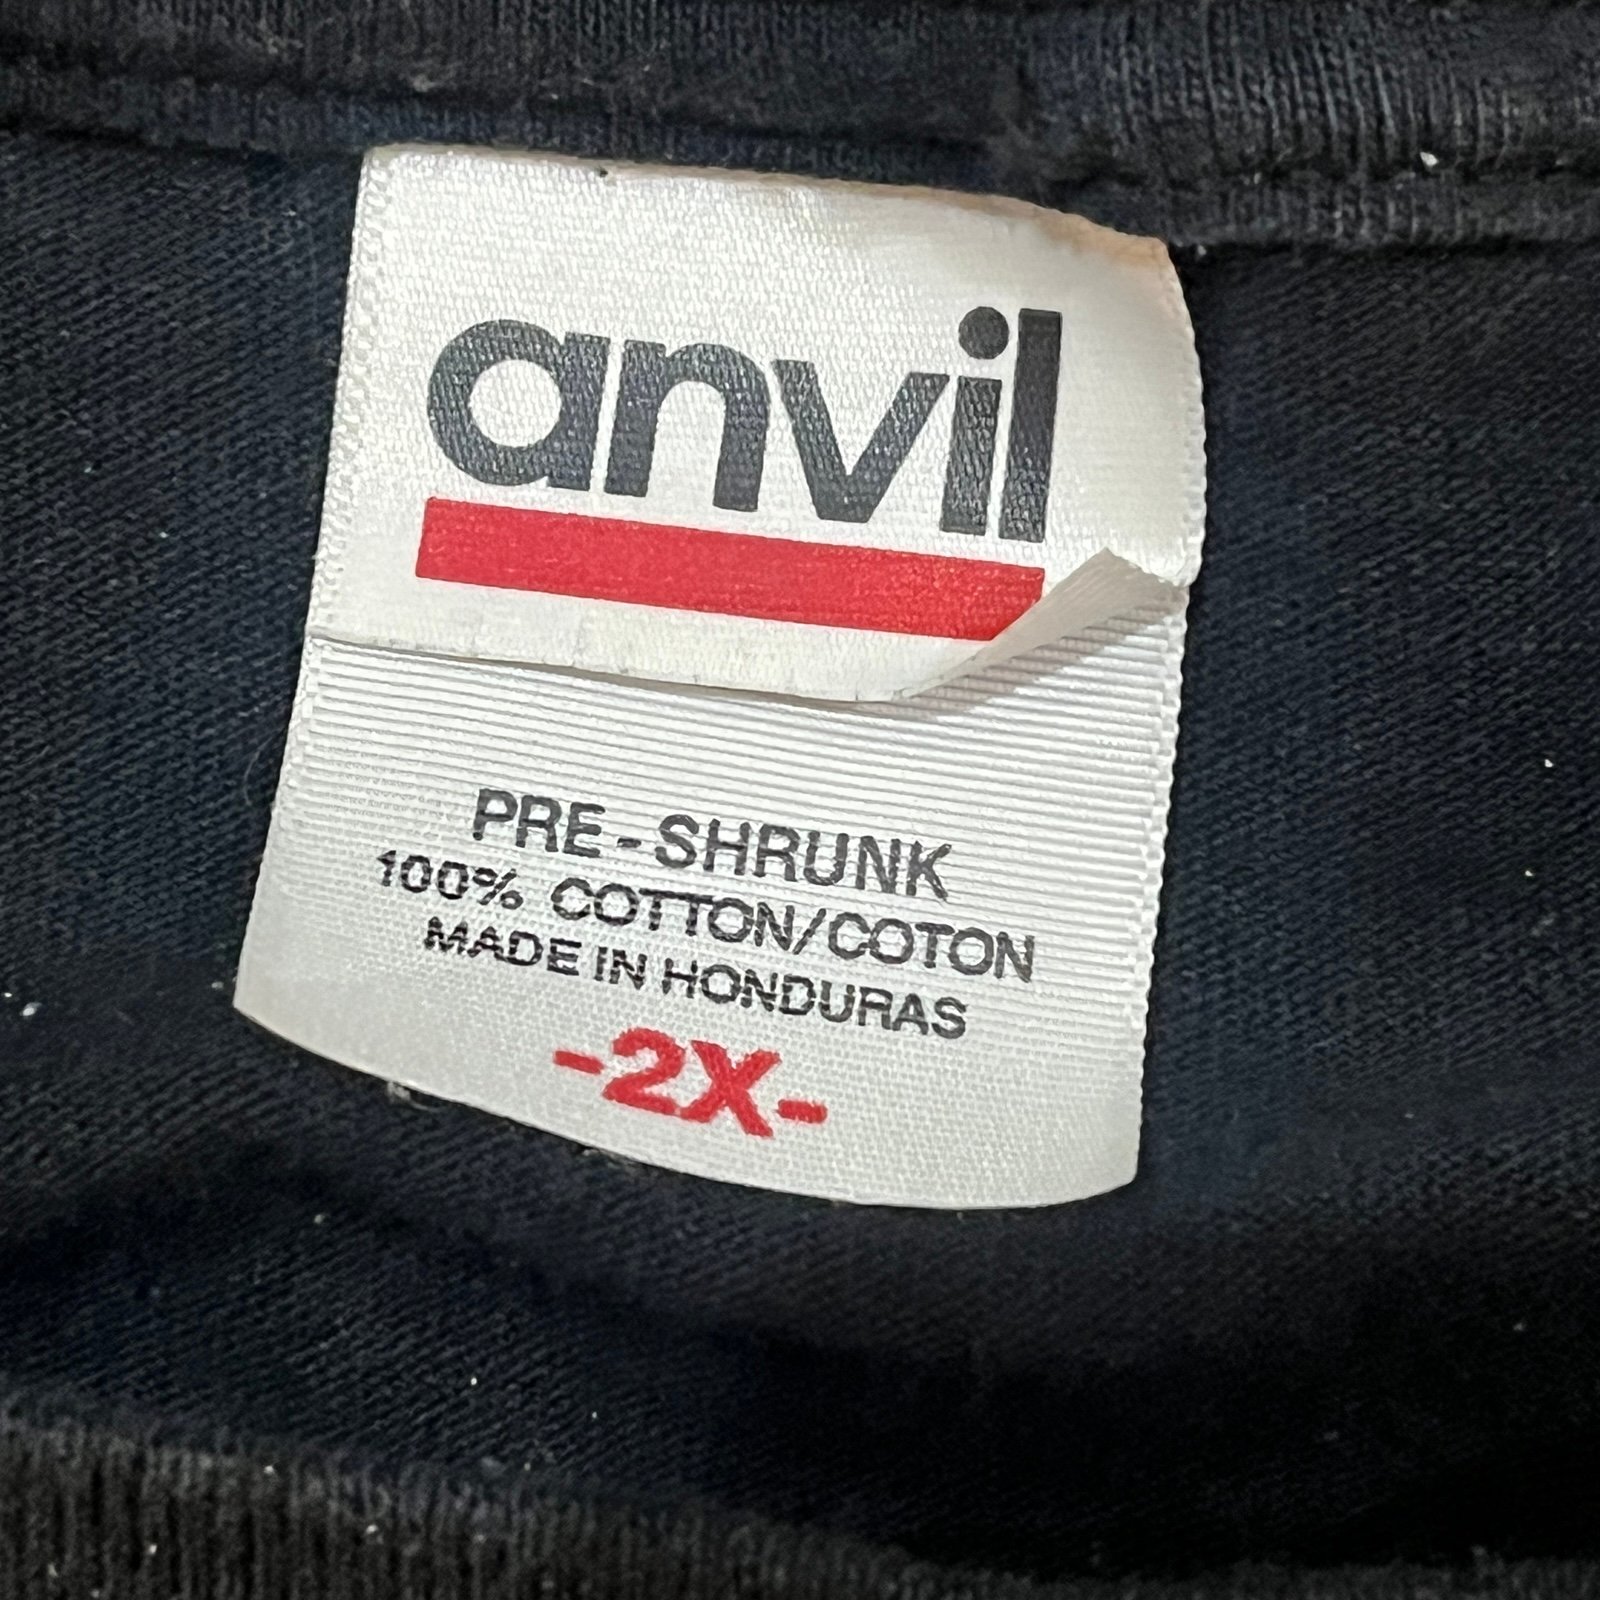 anvil
PRE-SHRUNK
100% COTTON/COTON
MADE IN HONDURAS
-2X-